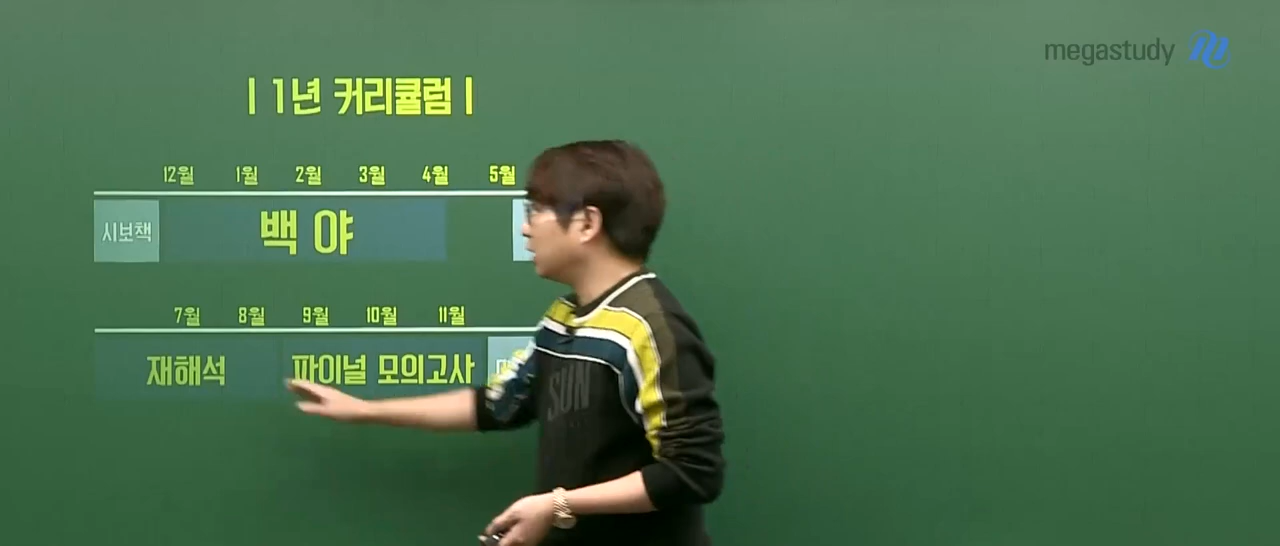 megastudy
| 1년 커리큘럼 |
12월 1월 2월 3월 4월 5월
시보책 백야
7월 8월 9월 10월 11월
재해석 파이널 모의고사
SUN